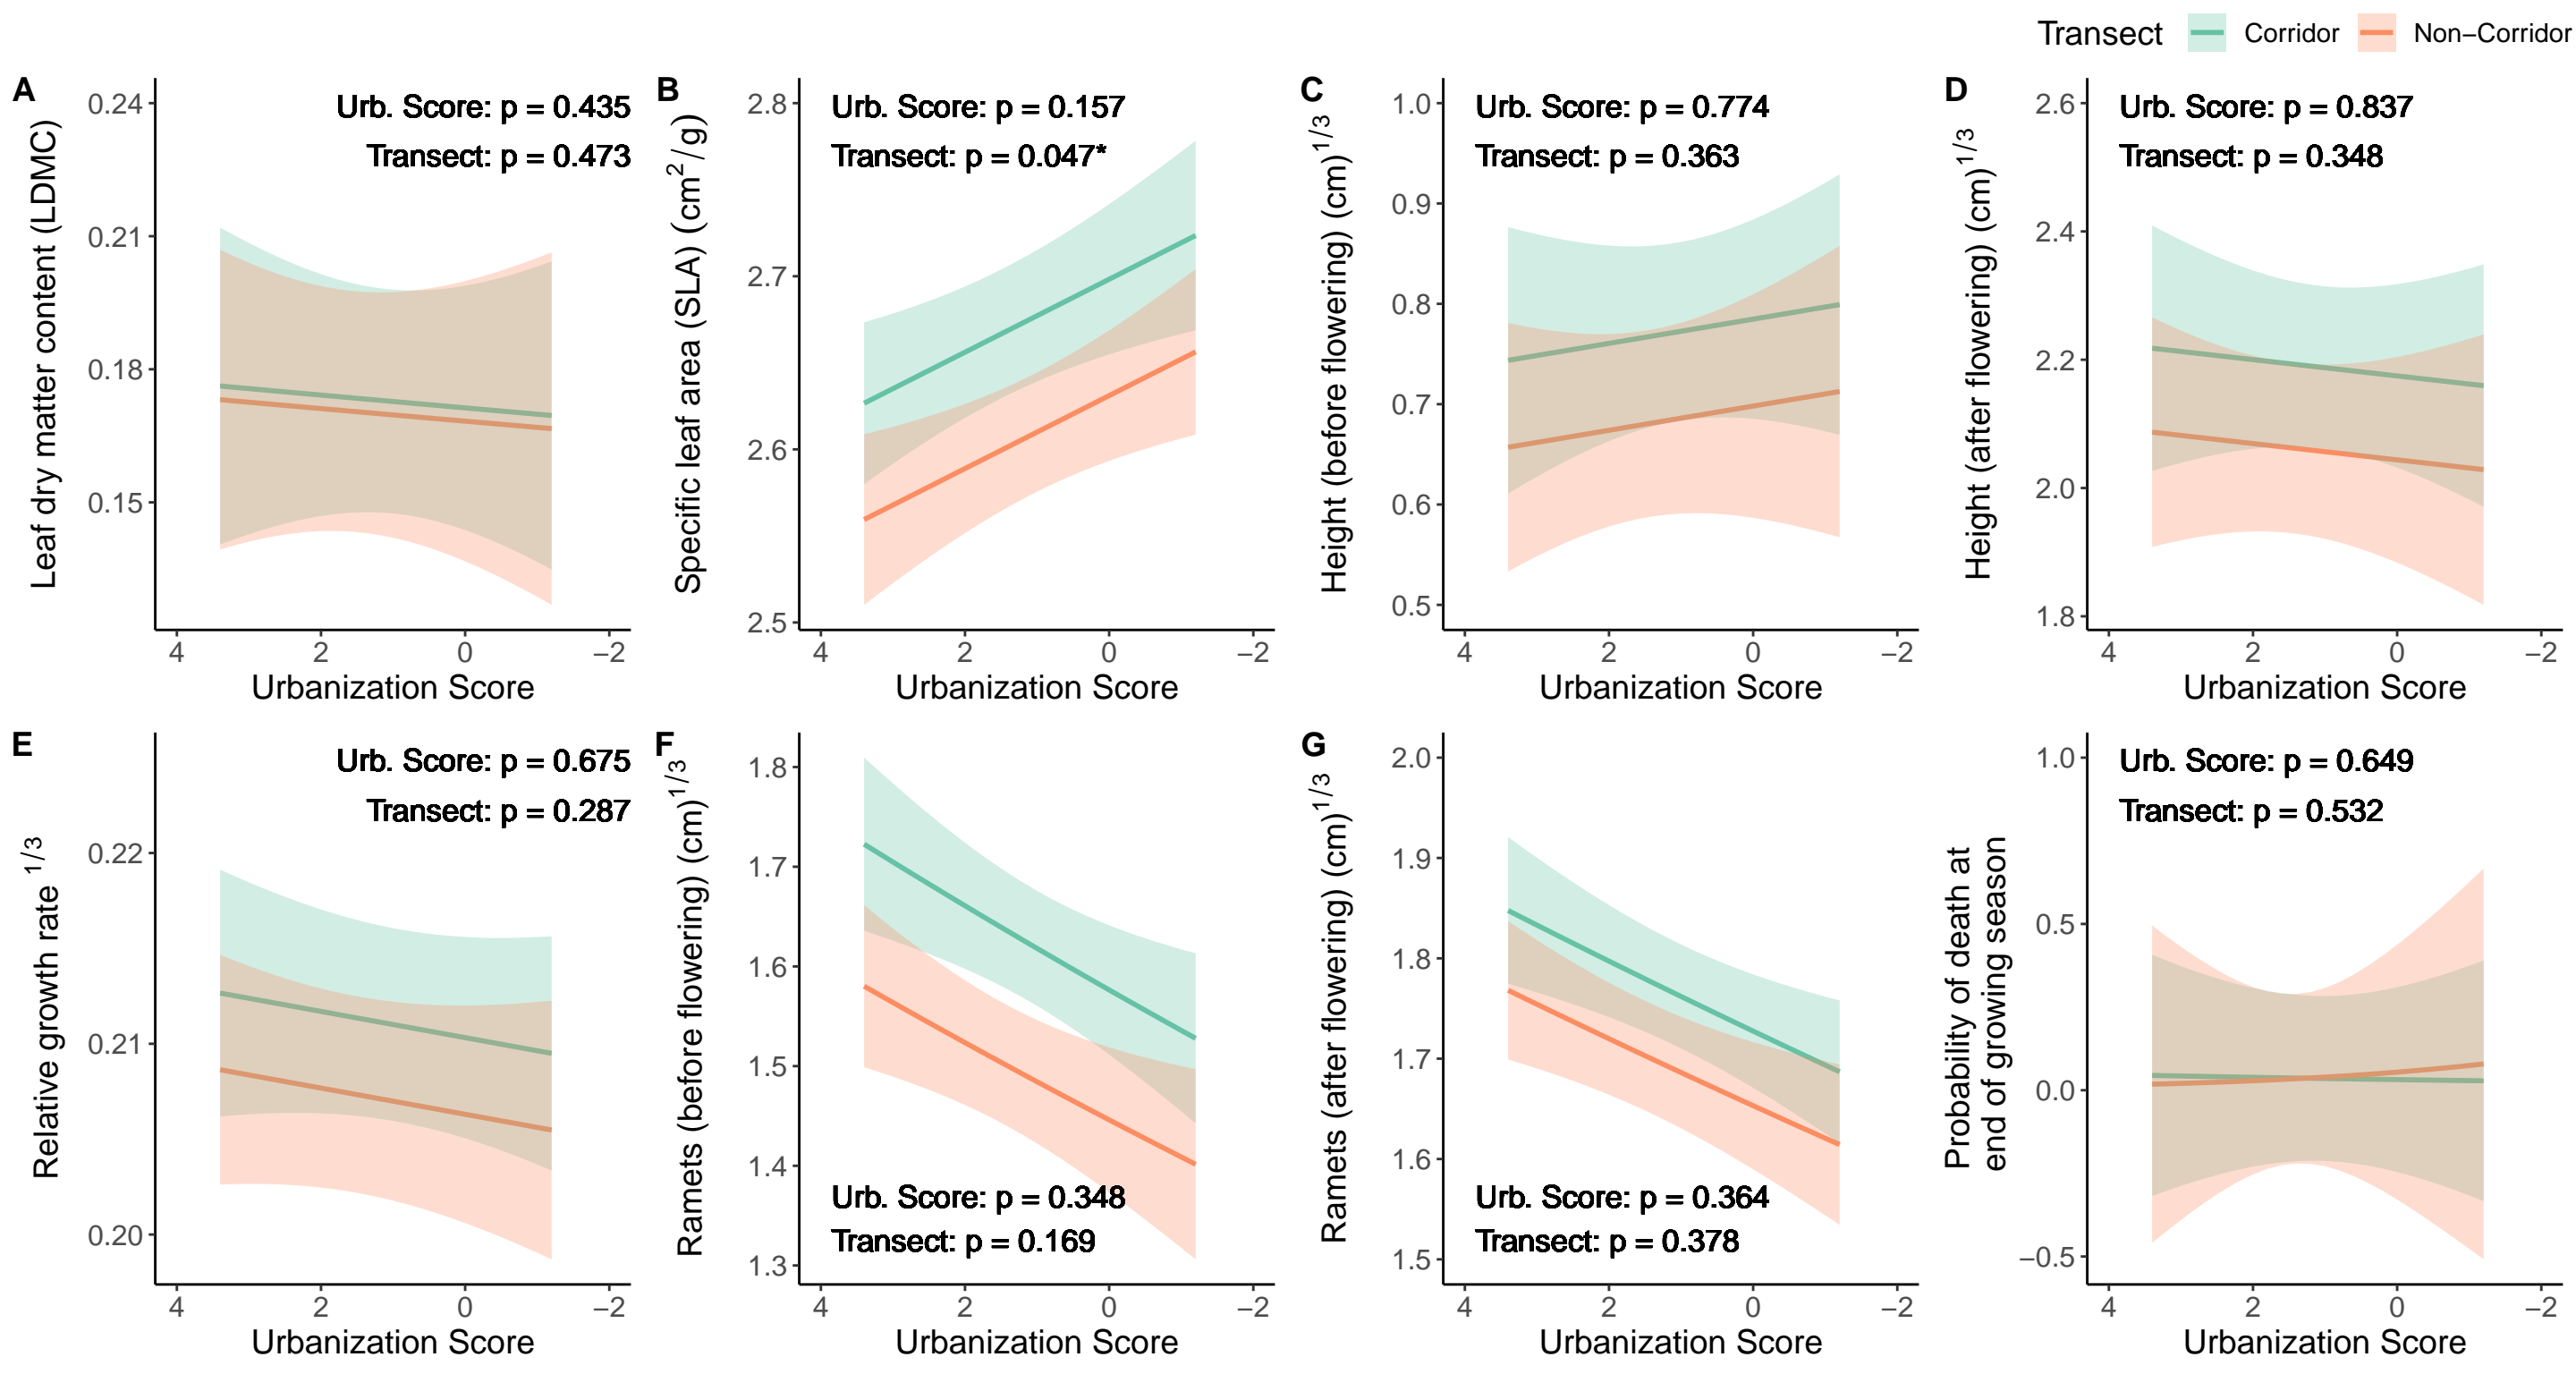 Transect Corridor Non−Corridor
A
Leaf dry matter content (LDMC)
0.24
0.21
0.18
0.15
Urb. Score: p = 0.435
Transect: p = 0.473
4 2 0 −2
Urbanization Score
B
Specific leaf area (SLA) (cm²/g)
2.8
2.7
2.6
2.5
Urb. Score: p = 0.157
Transect: p = 0.047*
4 2 0 −2
Urbanization Score
C
Height (before flowering) (cm)^1/3
1.0
0.9
0.8
0.7
0.6
0.5
Urb. Score: p = 0.774
Transect: p = 0.363
4 2 0 −2
Urbanization Score
D
Height (after flowering) (cm)^1/3
2.6
2.4
2.2
2.0
1.8
Urb. Score: p = 0.837
Transect: p = 0.348
4 2 0 −2
Urbanization Score
E
Relative growth rate ^1/3
0.22
0.21
0.20
Urb. Score: p = 0.675
Transect: p = 0.287
4 2 0 −2
Urbanization Score
F
Ramets (before flowering) (cm)^1/3
1.8
1.7
1.6
1.5
1.4
1.3
Urb. Score: p = 0.348
Transect: p = 0.169
4 2 0 −2
Urbanization Score
G
Ramets (after flowering) (cm)^1/3
2.0
1.9
1.8
1.7
1.6
1.5
Urb. Score: p = 0.364
Transect: p = 0.378
4 2 0 −2
Urbanization Score
Probability of death at
end of growing season
1.0
0.5
0.0
−0.5
Urb. Score: p = 0.649
Transect: p = 0.532
4 2 0 −2
Urbanization Score